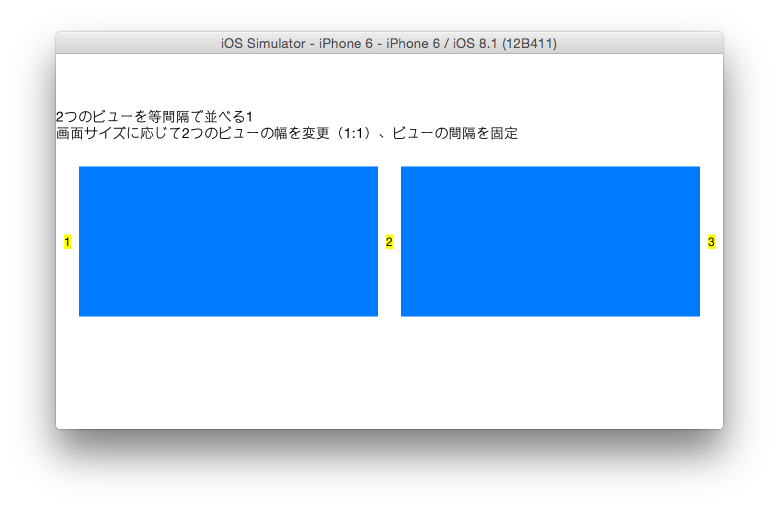 iOS Simulator - iPhone 6 - iPhone 6 / iOS 8.1 (12B411)
2つのビューを等間隔で並べる1
画面サイズに応じて2つのビューの幅を変更（1:1）、ビューの間隔を固定
1
2
3